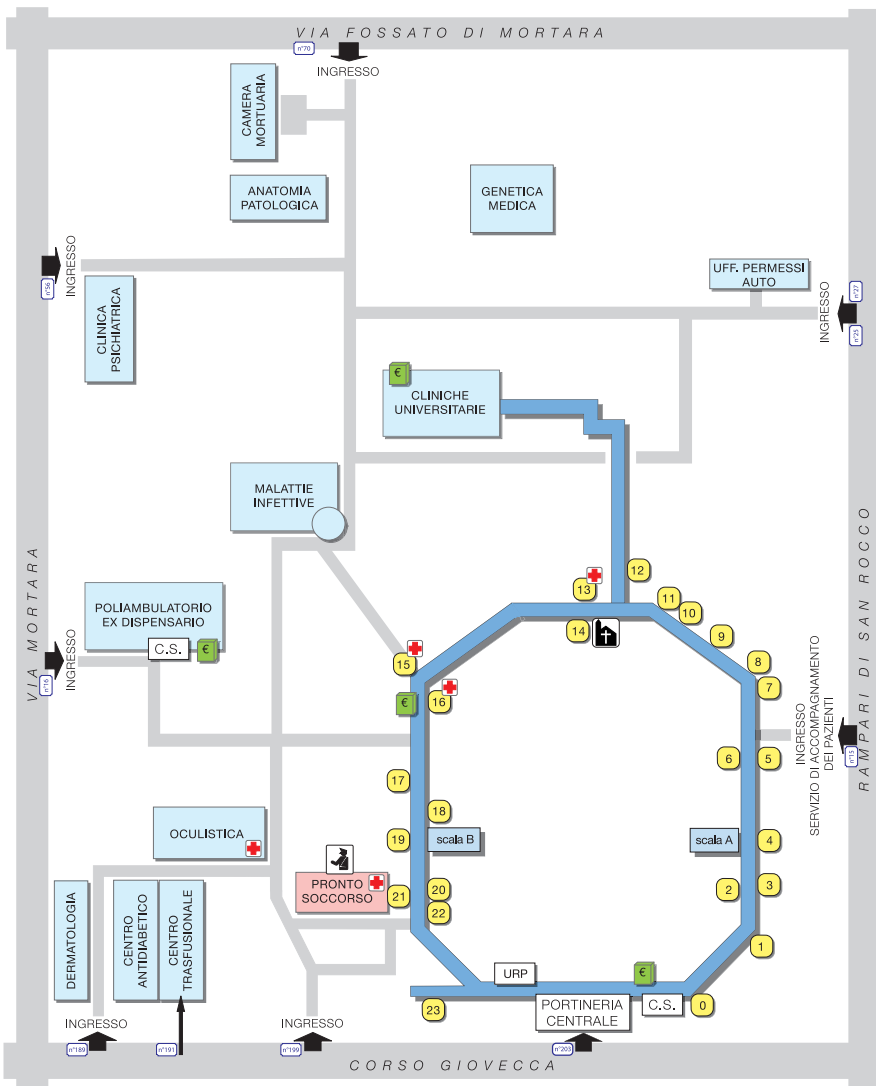 VIA FOSSATO DI MORTARA
n°70
INGRESSO
CAMERA
MORTUARIA
ANATOMIA
PATOLOGICA
GENETICA
MEDICA
INGRESSO
n°56
CLINICA
PSICHIATRICA
UFF. PERMESSI
AUTO
INGRESSO
n°27
n°25
€
CLINICHE
UNIVERSITARIE
MALATTIE
INFETTIVE
VIA MORTARA
RAMPARI DI SAN ROCCO
POLIAMBULATORIO
EX DISPENSARIO
C.S.
€
INGRESSO
n°16
12
13
11
10
14
9
15
8
7
16
€
INGRESSO
SERVIZIO DI ACCOMPAGNAMENTO
DEI PAZIENTI
n°15
6
5
17
18
19
scala B
scala A
4
OCULISTICA
PRONTO
SOCCORSO
21
20
22
2
3
1
DERMATOLOGIA
CENTRO
ANTIDIABETICO
CENTRO
TRASFUSIONALE
URP
€
23
PORTINERIA
CENTRALE
C.S.
0
INGRESSO
INGRESSO
n°189
n°191
n°199
n°203
CORSO GIOVECCA